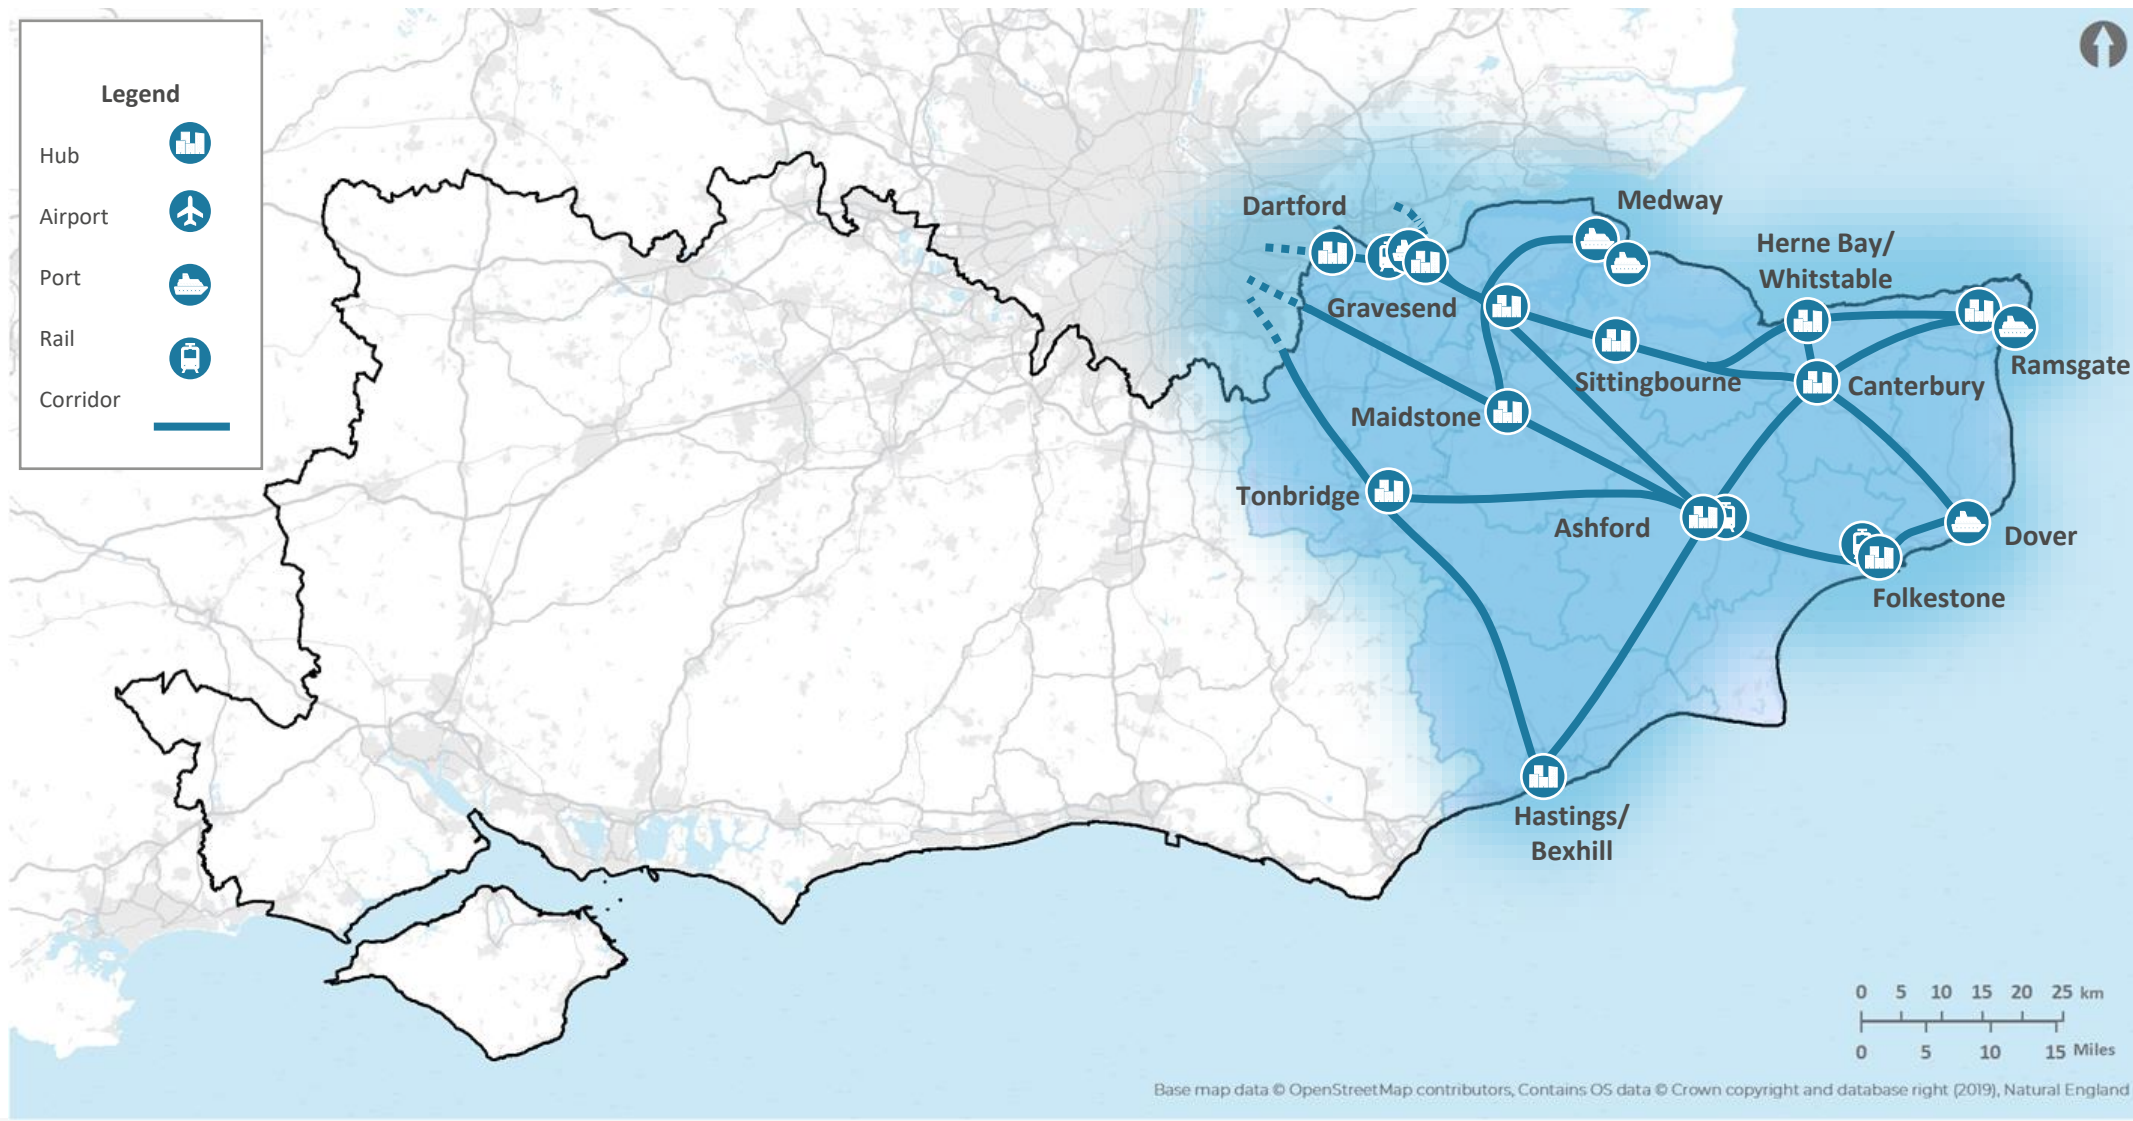 Legend
Hub
Airport
Port
Rail
Corridor
Dartford
Medway
Herne Bay/
Whitstable
Gravesend
Sittingbourne
Ramsgate
Canterbury
Maidstone
Tonbridge
Ashford
Dover
Folkestone
Hastings/
Bexhill
0 5 10 15 20 25 km
0 5 10 15 Miles
Base map data © OpenStreetMap contributors, Contains OS data © Crown copyright and database right (2019), Natural England